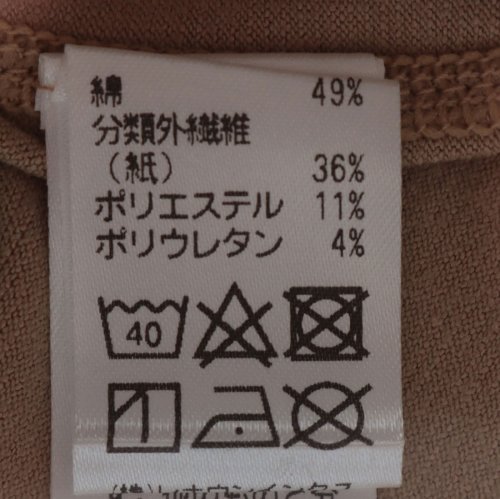 綿 49%
分類外繊維
（紙） 36%
ポリエステル 11%
ポリウレタン 4%
40